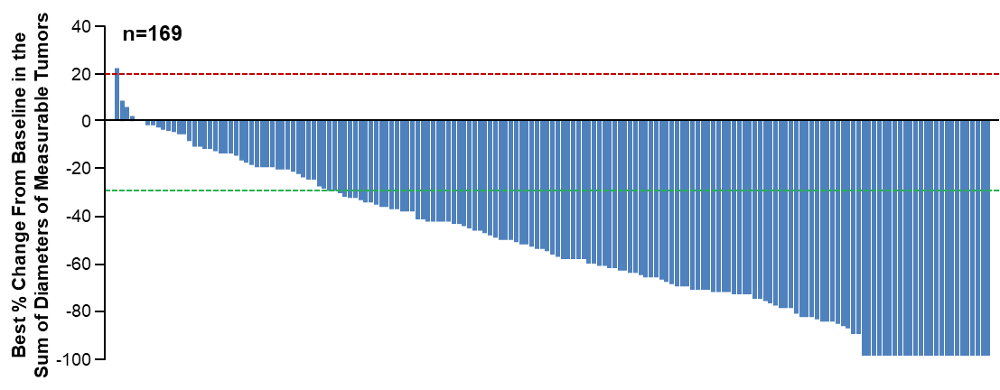 Best % Change From Baseline in the
Sum of Diameters of Measurable Tumors
n=169
40
20
0
-20
-40
-60
-80
-100